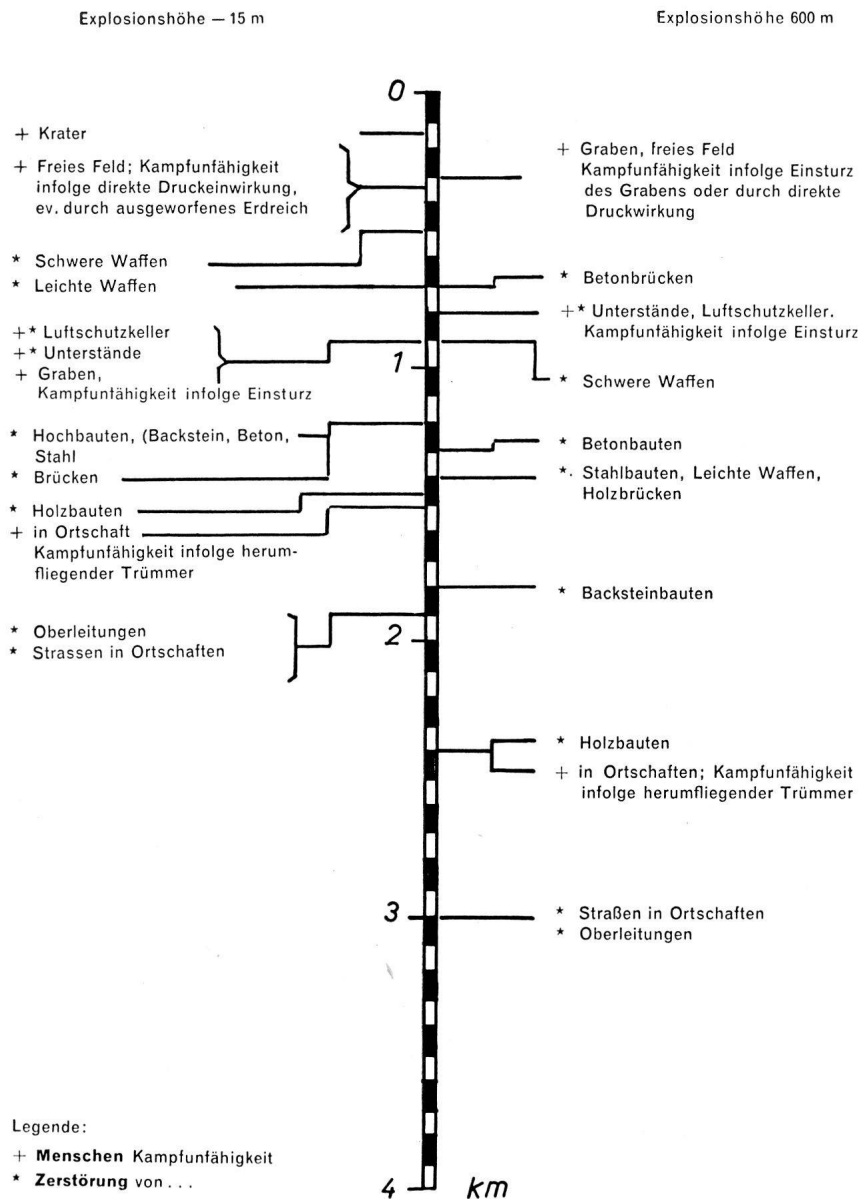 Explosionshöhe — 15 m
Explosionshöhe 600 m
0
+ Krater
+ Freies Feld; Kampfunfähigkeit
infolge direkte Druckeinwirkung,
ev. durch ausgeworfenes Erdreich
* Schwere Waffen
* Leichte Waffen
+* Luftschutzkeller
+* Unterstände
+ Graben,
Kampfunfähigkeit infolge Einsturz
1
* Hochbauten, (Backstein, Beton,
Stahl
* Brücken
* Holzbauten
+ in Ortschaft
Kampfunfähigkeit infolge herum-
fliegender Trümmer
* Oberleitungen
* Strassen in Ortschaften
2
+ Graben, freies Feld
Kampfunfähigkeit infolge Einsturz
des Grabens oder durch direkte
Druckwirkung
* Betonbrücken
+* Unterstände, Luftschutzkeller.
Kampfunfähigkeit infolge Einsturz
* Schwere Waffen
* Betonbauten
*. Stahlbauten, Leichte Waffen,
Holzbrücken
* Backsteinbauten
* Holzbauten
+ in Ortschaften; Kampfunfähigkeit
infolge herumfliegender Trümmer
3
* Straßen in Ortschaften
* Oberleitungen
Legende:
+ Menschen Kampfunfähigkeit
* Zerstörung von . . .
4 km